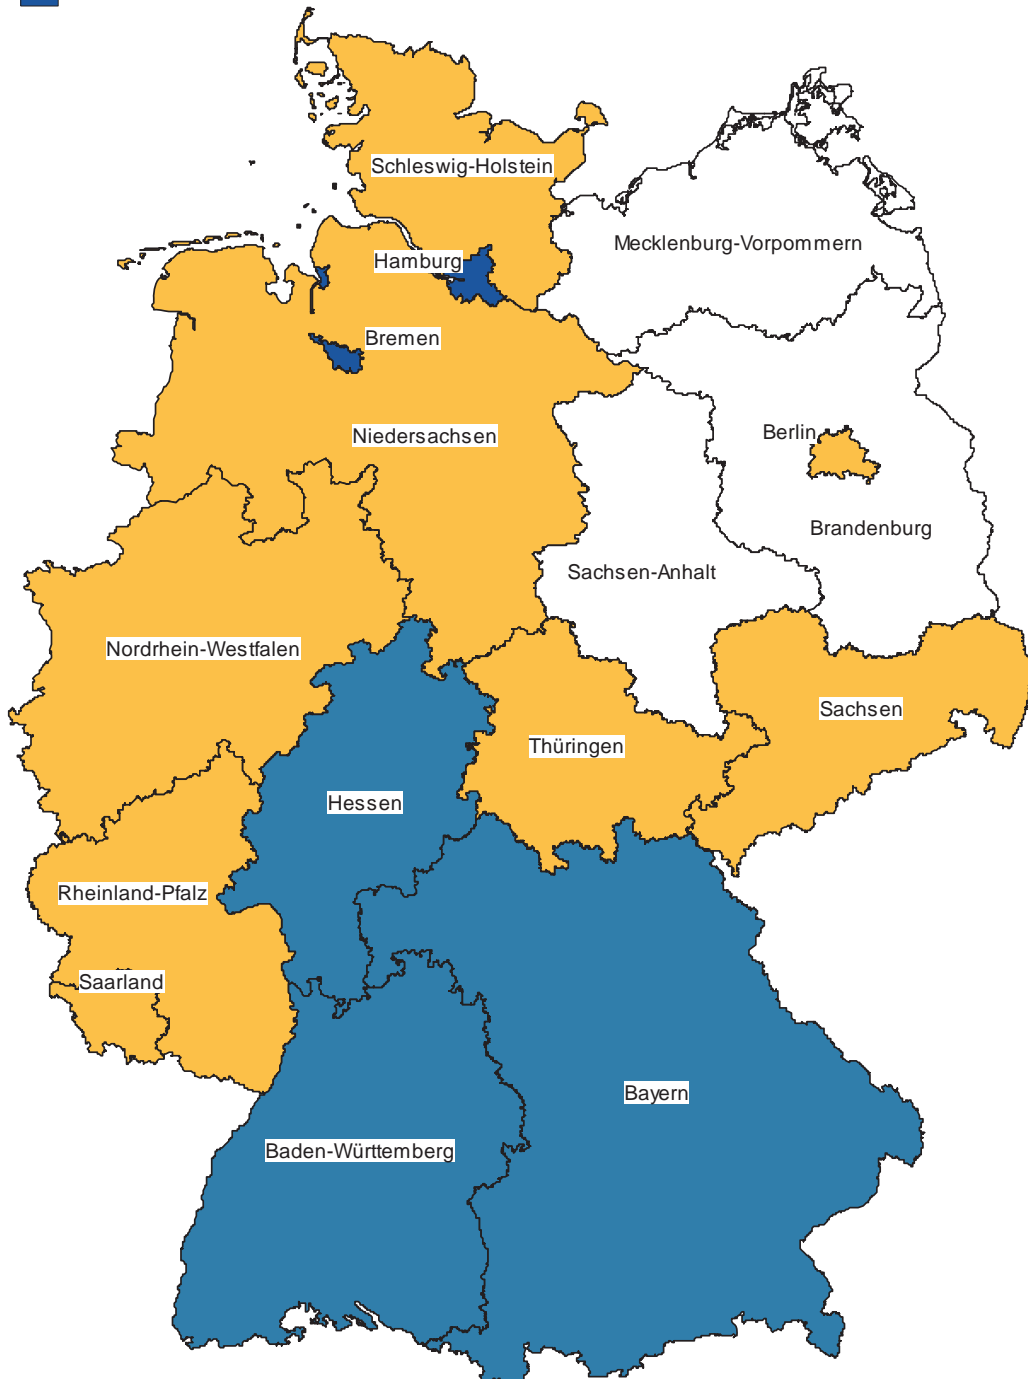 Schleswig-Holstein
Mecklenburg-Vorpommern
Hamburg
Bremen
Berlin
Niedersachsen
Brandenburg
Sachsen-Anhalt
Nordrhein-Westfalen
Sachsen
Thüringen
Hessen
Rheinland-Pfalz
Saarland
Bayern
Baden-Württemberg